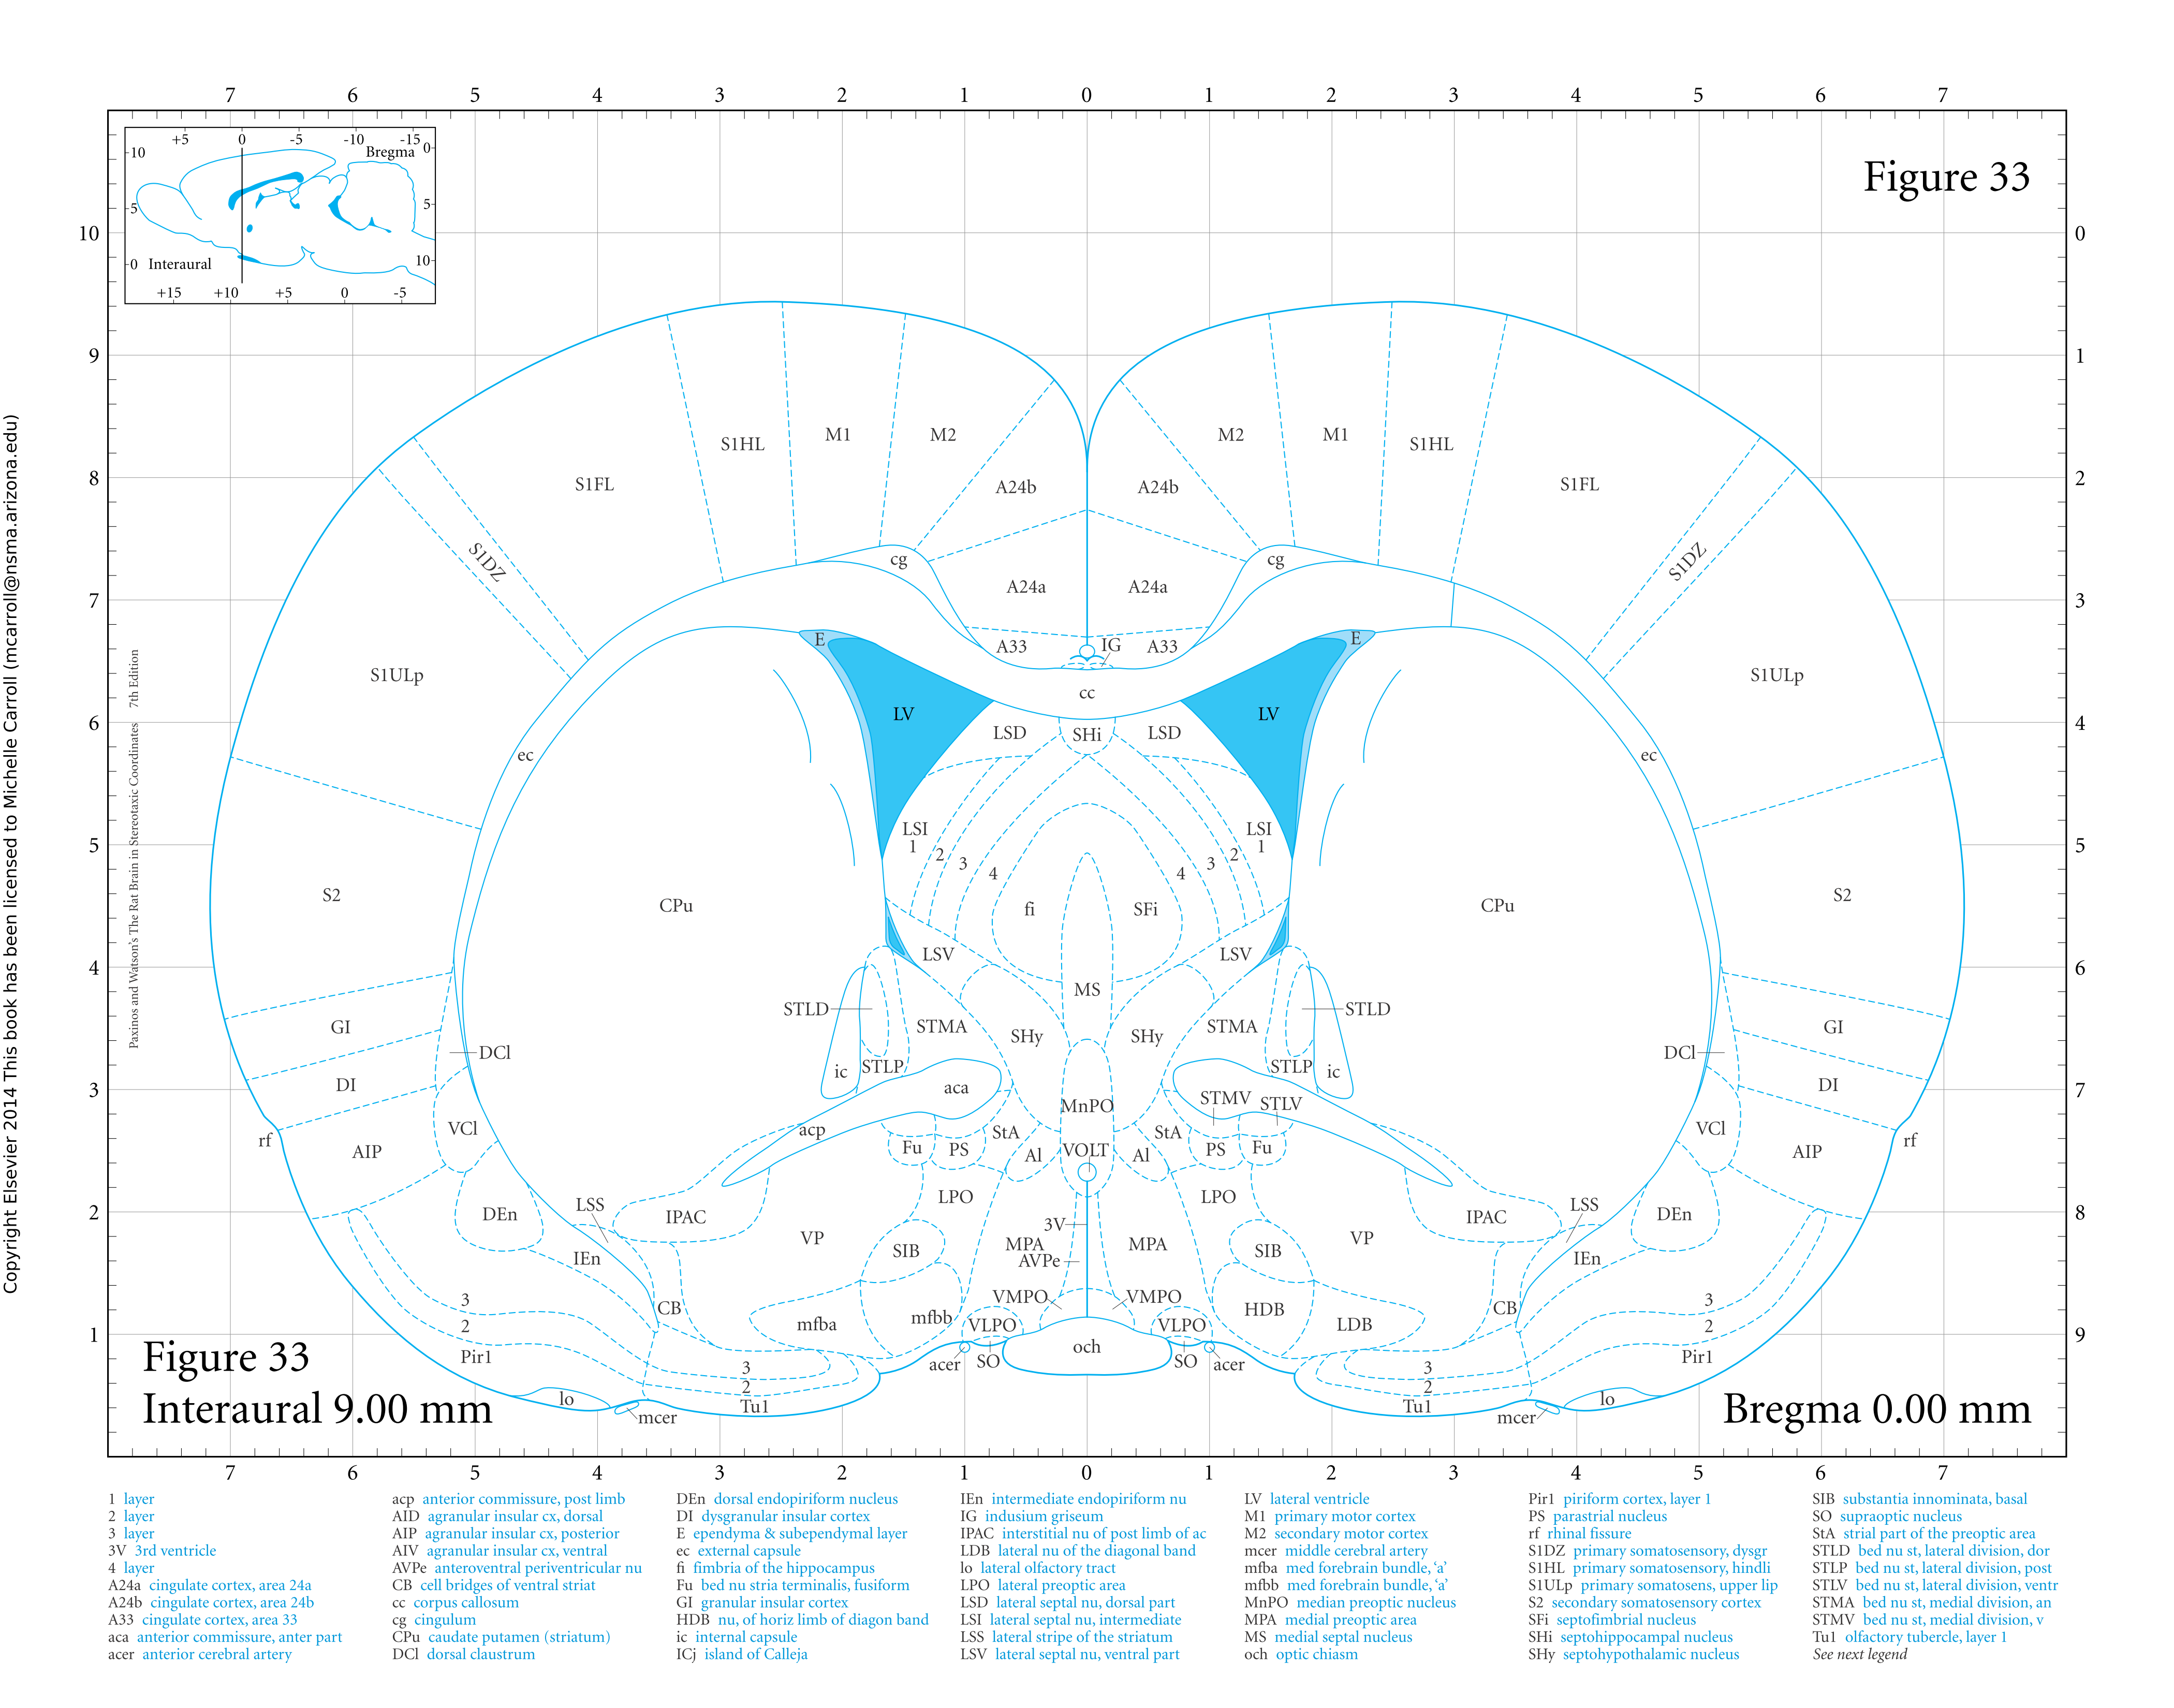 7 6 5 4 3 2 1 0 1 2 3 4 5 6 7
+5 0 -5 -10 -15
10 Bregma 0
5 5
0 Interaural 10
+15 +10 +5 0 -5
Figure 33
10 0
9 1
8 2
7 3
6 4
5 5
4 6
3 7
2 8
1 9
S1HL M1 M2 M2 M1 S1HL
S1FL A24b A24b S1FL
S1DZ cg cg S1DZ
A24a A24a
E A33 IG A33 E
S1ULp cc S1ULp
LV LV
LSD SHi LSD
ec ec
LSI LSI
1 2 3 4 4 3 2 1
S2 CPu fi SFi CPu S2
LSV LSV
MS
STLD STLD
GI STMA SHy SHy STMA GI
DCl DCl
ic STLP STLP ic
DI aca DI
STMV STLV
MnPO
rf VCl acp StA StA VCl rf
AIP Fu PS Al VOLT Al PS Fu AIP
DEn LSS IPAC LPO LPO IPAC LSS DEn
3V
IEn VP SIB MPA MPA SIB VP IEn
AVPe
CB VMPO VMPO CB
3 mfba mfbb HDB LDB 3
2 VLPO VLPO 2
Pir1 acer SO och SO acer Pir1
3 3
2 2
lo mcer Tu1 Tu1 mcer lo
Figure 33
Interaural 9.00 mm
Bregma 0.00 mm
7 6 5 4 3 2 1 0 1 2 3 4 5 6 7
Copyright Elsevier 2014 This book has been licensed to Michelle Carroll (mcarroll@nsma.arizona.edu)
Paxinos and Watson's The Rat Brain in Stereotaxic Coordinates 7th Edition
1 layer
2 layer
3 layer
3V 3rd ventricle
4 layer
A24a cingulate cortex, area 24a
A24b cingulate cortex, area 24b
A33 cingulate cortex, area 33
aca anterior commissure, anter part
acer anterior cerebral artery
acp anterior commissure, post limb
AID agranular insular cx, dorsal
AIP agranular insular cx, posterior
AIV agranular insular cx, ventral
AVPe anteroventral periventricular nu
CB cell bridges of ventral striat
cc corpus callosum
cg cingulum
CPu caudate putamen (striatum)
DCl dorsal claustrum
DEn dorsal endopiriform nucleus
DI dysgranular insular cortex
E ependyma & subependymal layer
ec external capsule
fi fimbria of the hippocampus
Fu bed nu stria terminalis, fusiform
GI granular insular cortex
HDB nu, of horiz limb of diagon band
ic internal capsule
ICj island of Calleja
IEn intermediate endopiriform nu
IG indusium griseum
IPAC interstitial nu of post limb of ac
LDB lateral nu of the diagonal band
lo lateral olfactory tract
LPO lateral preoptic area
LSD lateral septal nu, dorsal part
LSI lateral septal nu, intermediate
LSS lateral stripe of the striatum
LSV lateral septal nu, ventral part
LV lateral ventricle
M1 primary motor cortex
M2 secondary motor cortex
mcer middle cerebral artery
mfba med forebrain bundle, ‘a’
mfbb med forebrain bundle, ‘a’
MnPO median preoptic nucleus
MPA medial preoptic area
MS medial septal nucleus
och optic chiasm
Pir1 piriform cortex, layer 1
PS parastrial nucleus
rf rhinal fissure
S1DZ primary somatosensory, dysgr
S1HL primary somatosensory, hindli
S1ULp primary somatosens, upper lip
S2 secondary somatosensory cortex
SFi septofimbrial nucleus
SHi septohippocampal nucleus
SHy septohypothalamic nucleus
SIB substantia innominata, basal
SO supraoptic nucleus
StA strial part of the preoptic area
STLD bed nu st, lateral division, dor
STLP bed nu st, lateral division, post
STLV bed nu st, lateral division, ventr
STMA bed nu st, medial division, an
STMV bed nu st, medial division, v
Tu1 olfactory tubercle, layer 1
See next legend